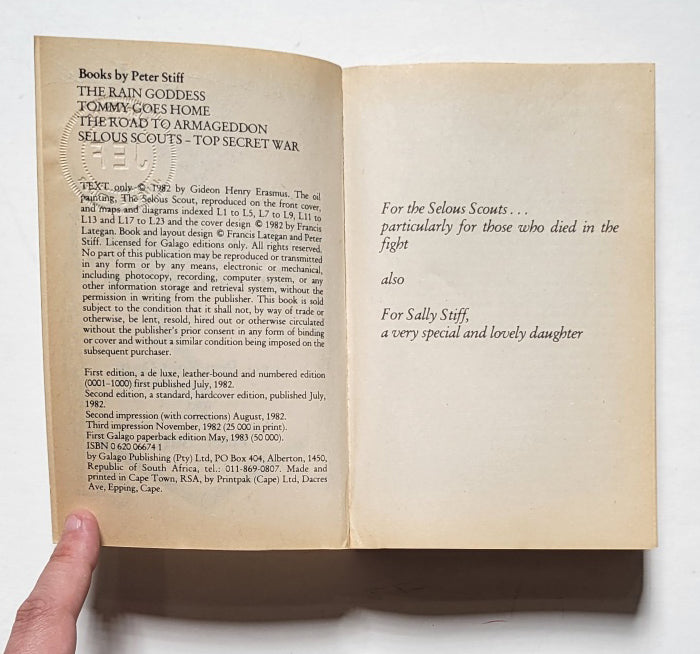 Books by Peter Stiff
THE RAIN GODDESS
TOMMY GOES HOME
THE ROAD TO ARMAGEDDON
SELOUS SCOUTS – TOP SECRET WAR
TEXT only © 1982 by Gideon Henry Erasmus. The oil
painting, The Selous Scout, reproduced on the front cover,
and maps and diagrams indexed L1 to L5, L7 to L9, L11 to
L13 and L17 to L23 and the cover design © 1982 by Francis
Lategan. Book and layout design © Francis Lategan and Peter
Stiff. Licensed for Galago editions only. All rights reserved.
No part of this publication may be reproduced or transmitted
in any form or by any means, electronic or mechanical,
including photocopy, recording, computer system, or any
other information storage and retrieval system, without the
permission in writing from the publisher. This book is sold
subject to the condition that it shall not, by way of trade or
otherwise, be lent, resold, hired out or otherwise circulated
without the publisher's prior consent in any form of binding
or cover and without a similar condition being imposed on the
subsequent purchaser.
First edition, a de luxe, leather-bound and numbered edition
(0001–1000) first published July, 1982.
Second edition, a standard, hardcover edition, published July,
1982.
Second impression (with corrections) August, 1982.
Third impression November, 1982 (25 000 in print).
First Galago paperback edition May, 1983 (50 000).
ISBN 0 620 06674 1
by Galago Publishing (Pty) Ltd, PO Box 404, Alberton, 1450,
Republic of South Africa, tel.: 011-869-0807. Made and
printed in Cape Town, RSA, by Printpak (Cape) Ltd, Dacres
Ave, Epping, Cape.
For the Selous Scouts . . .
particularly for those who died in the
fight
also
For Sally Stiff,
a very special and lovely daughter